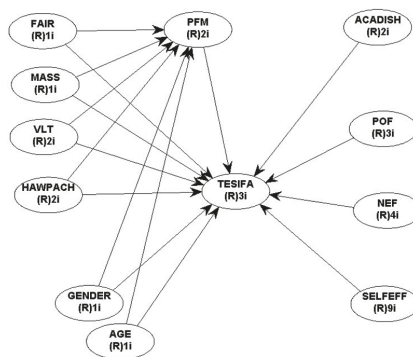 FAIR
(R)1i
PFM
(R)2i
ACADISH
(R)2i
MASS
(R)1i
VLT
(R)2i
POF
(R)3i
HAWPACH
(R)2i
TESIFA
(R)3i
NEF
(R)4i
GENDER
(R)1i
SELFEFF
(R)9i
AGE
(R)1i